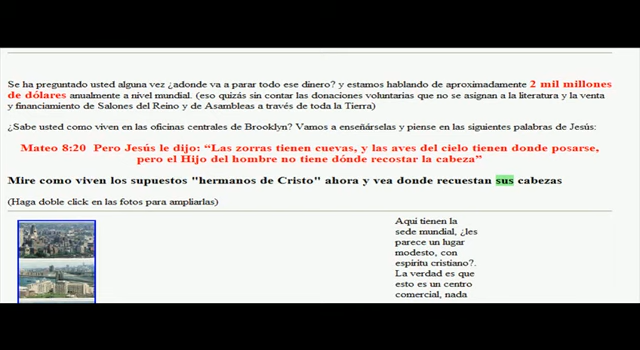 Se ha preguntado usted alguna vez ¿adonde va a parar todo ese dinero? y estamos hablando de aproximadamente 2 mil millones
de dólares anualmente a nivel mundial. (eso quizás sin contar las donaciones voluntarias que no se asignan a la literatura y la venta
y financiamiento de Salones del Reino y de Asambleas a través de toda la Tierra)
¿Sabe usted como viven en las oficinas centrales de Brooklyn? Vamos a enseñárselas y piense en las siguientes palabras de Jesús:
Mateo 8:20 Pero Jesús le dijo: “Las zorras tienen cuevas, y las aves del cielo tienen donde posarse,
pero el Hijo del hombre no tiene dónde recostar la cabeza”
Mire como viven los supuestos "hermanos de Cristo" ahora y vea donde recuestan sus cabezas
(Haga doble click en las fotos para ampliarlas)
Aquí tienen la
sede mundial, ¿les
parece un lugar
modesto, con
espíritu cristiano?.
La verdad es que
esto es un centro
comercial, nada